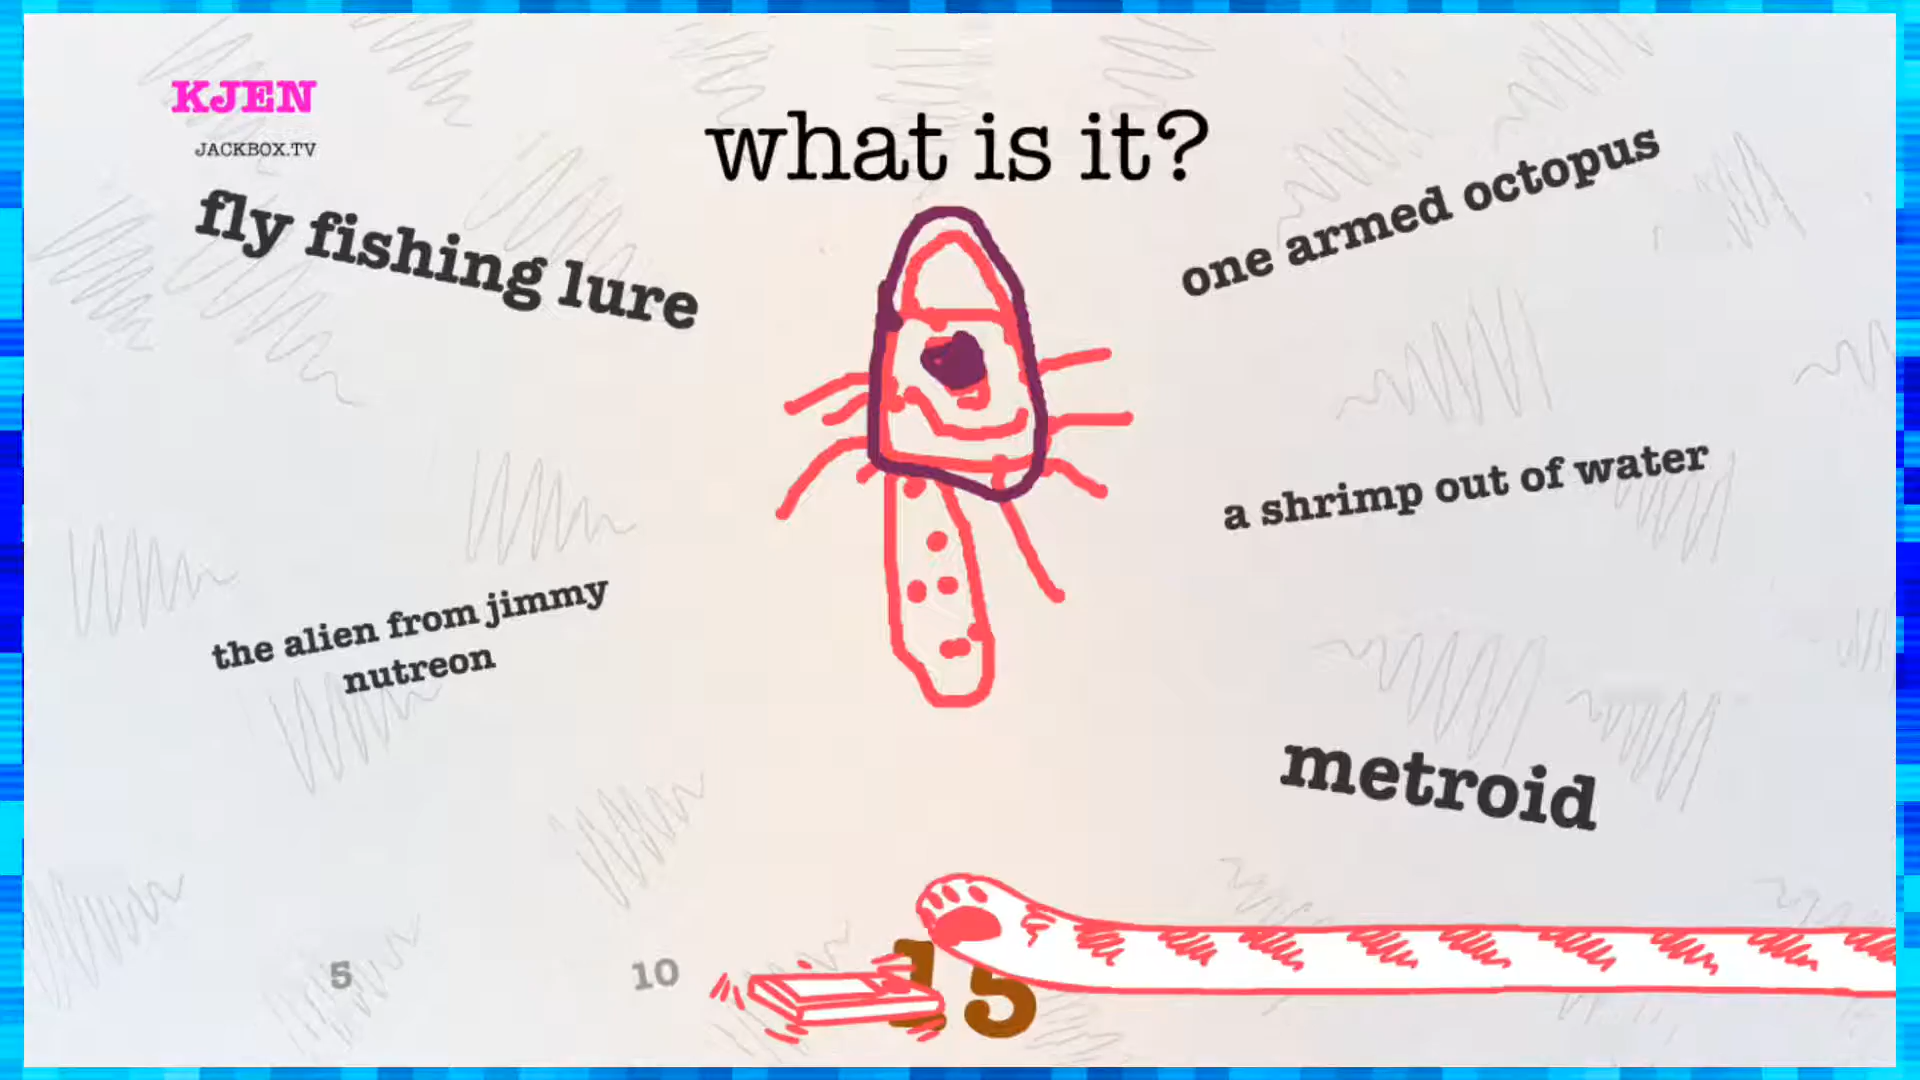 KJEN
JACKBOX.TV
what is it?
fly fishing lure
one armed octopus
a shrimp out of water
the alien from jimmy
nutreon
metroid
5
10
15